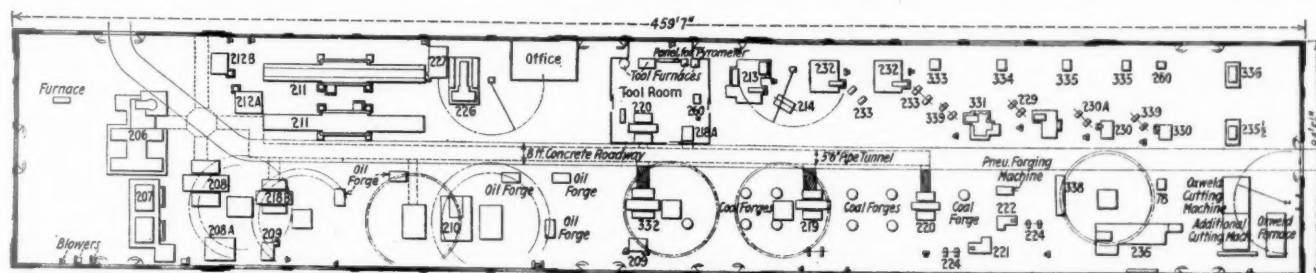 459'7"
212B
227
Office
Panel for Pyrometer
Tool Furnaces
Tool Room
213
232
232
333
334
335
335
260
336
Furnace
211
212A
226
220
260
218A
214
233
233
339
331
229
230A
339
230
330
235½
206
211
8 ft. Concrete Roadway
5'6" Pipe Tunnel
Pneu. Forging
Machine
207
208
218B
Oil
Forge
Oil
Forge
Oil
Forge
Coal Forges
Coal Forges
Coal
Forge
338
78
Oxweld
Cutting
Machine
Additional
Cutting Mach.
Oxweld
Furnace
210
Oil
Forge
332
219
220
222
224
208A
209
209
224
221
236
Blowers